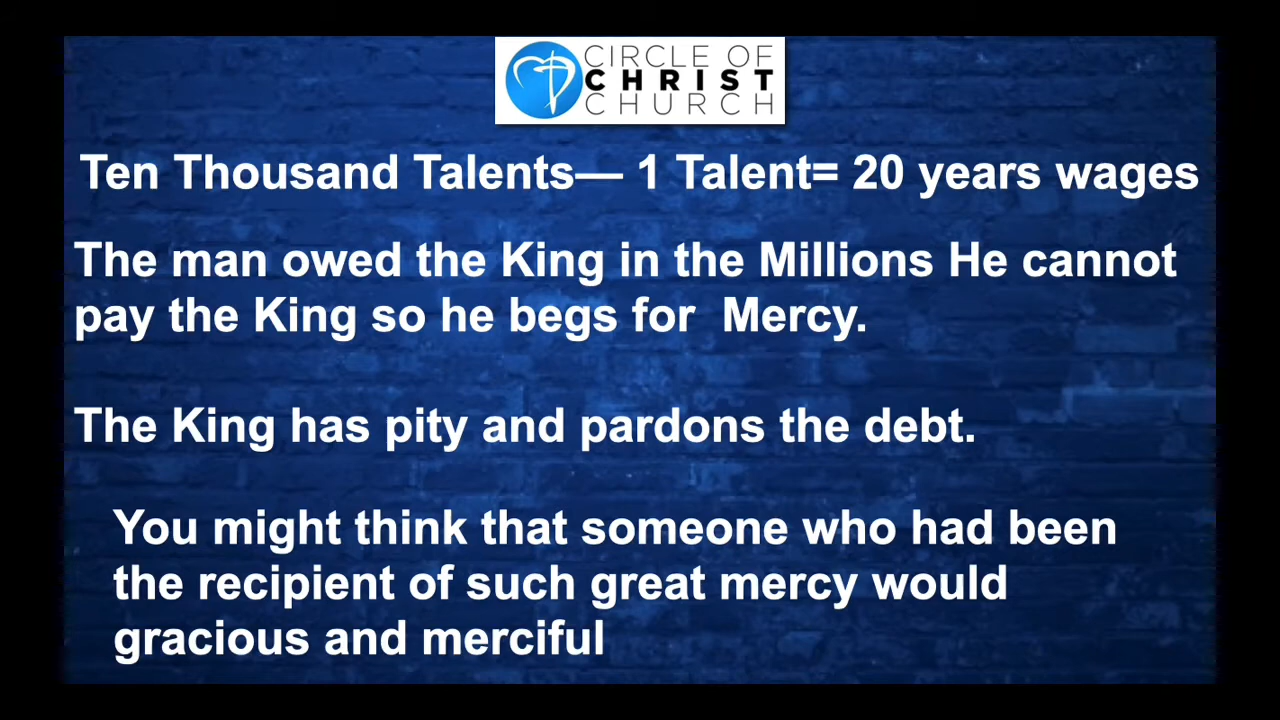 CIRCLE OF
CHRIST
CHURCH
Ten Thousand Talents— 1 Talent= 20 years wages
The man owed the King in the Millions He cannot
pay the King so he begs for  Mercy.
The King has pity and pardons the debt.
You might think that someone who had been
the recipient of such great mercy would
gracious and merciful